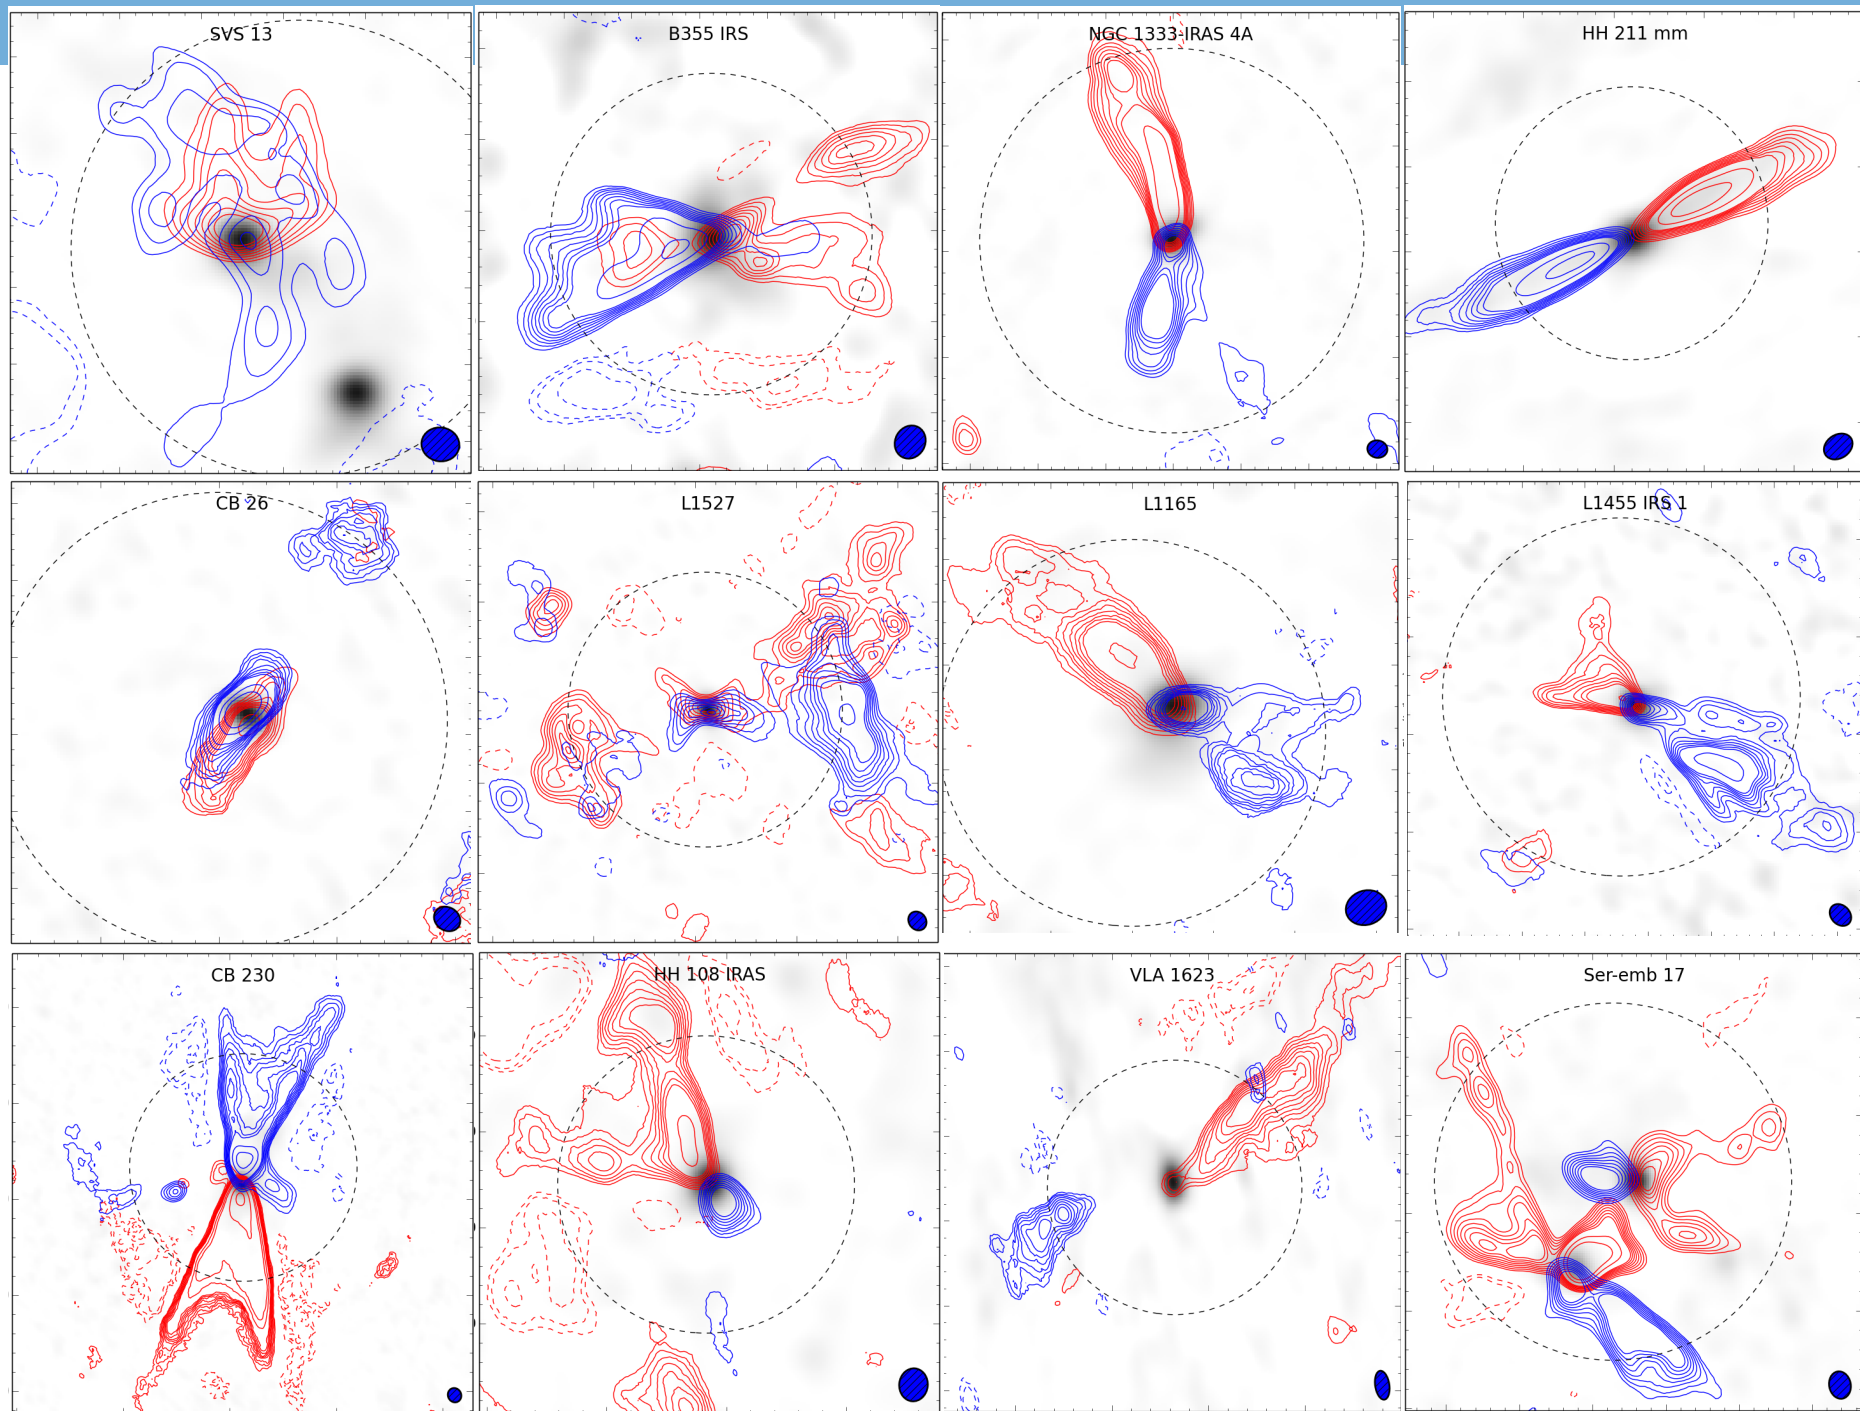 SVS 13
B355 IRS
NGC 1333-IRAS 4A
HH 211 mm
CB 26
L1527
L1165
L1455 IRS 1
CB 230
HH 108 IRAS
VLA 1623
Ser-emb 17